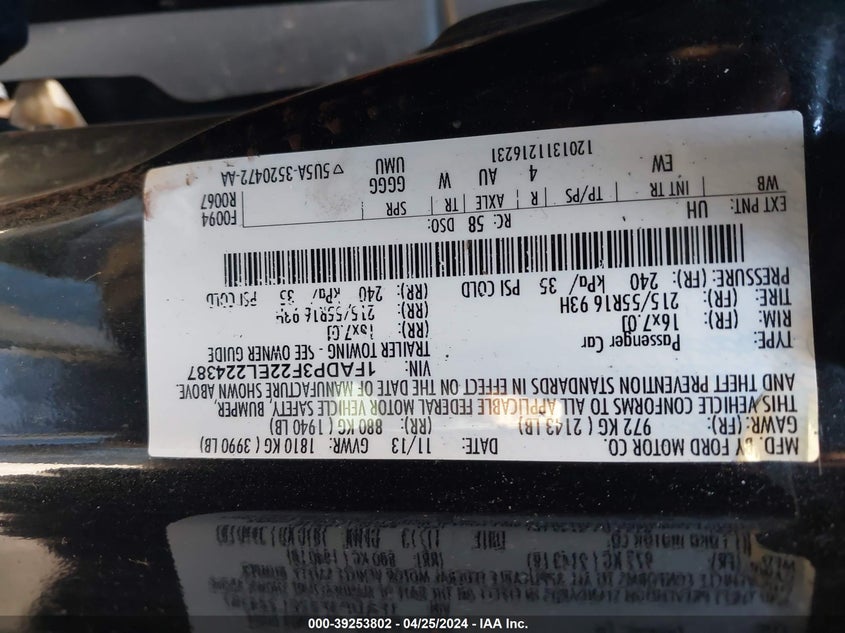 MFD. BY FORD MOTOR CO. DATE: 11/13 GVWR: 1810 KG ( 3990 LB)
GAWR: (FR): 972 KG ( 2143 LB) (RR): 880 KG ( 1940 LB)
THIS VEHICLE CONFORMS TO ALL APPLICABLE FEDERAL MOTOR VEHICLE SAFETY, BUMPER,
AND THEFT PREVENTION STANDARDS IN EFFECT ON THE DATE OF MANUFACTURE SHOWN ABOVE.
VIN: 1FADP3F22EL224387
TYPE: Passenger Car TRAILER TOWING - SEE OWNER GUIDE
RIM: (FR): 16x7.0J (RR): 16x7.0J
TIRE: (FR): 215/55R16 93H (RR): 215/55R16 93H
PRESSURE: (FR): 240 kPa/ 35 PSI COLD (RR): 240 kPa/ 35 PSI COLD
EXT PNT: UH RC: 58 DSO: F0094
WB INT TR TP/PS R AXLE TR SPR R0067
EW 4 AU W GGGG
UMU
1201311216231 ▽5U5A-3520472-AA
000-39253802 - 04/25/2024 - IAA Inc.